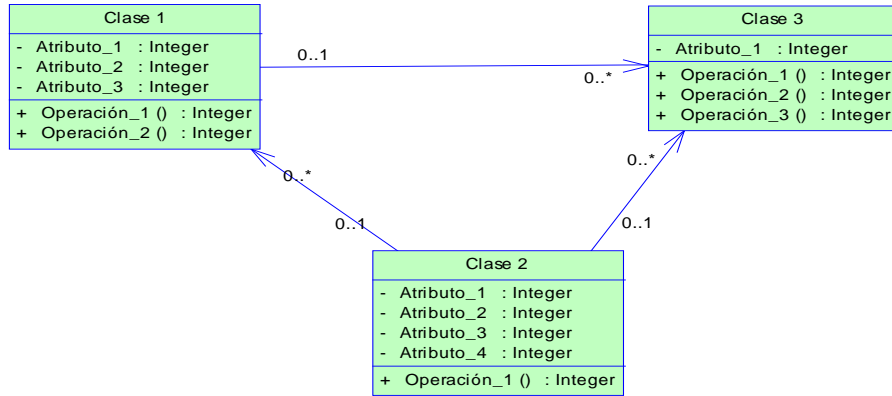 Clase 1
- Atributo_1 : Integer
- Atributo_2 : Integer
- Atributo_3 : Integer
+ Operación_1 () : Integer
+ Operación_2 () : Integer
0..1
0..*
Clase 3
- Atributo_1 : Integer
+ Operación_1 () : Integer
+ Operación_2 () : Integer
+ Operación_3 () : Integer
0..*
0..1
0..*
0..1
Clase 2
- Atributo_1 : Integer
- Atributo_2 : Integer
- Atributo_3 : Integer
- Atributo_4 : Integer
+ Operación_1 () : Integer